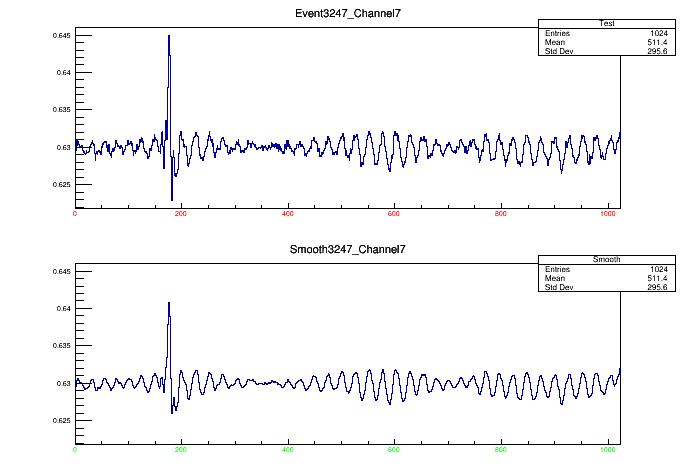 Event3247_Channel7
Test
Entries 1024
Mean 511.4
Std Dev 295.6
0.645
0.64
0.635
0.63
0.625
0 200 400 600 800 1000
Smooth3247_Channel7
Smooth
Entries 1024
Mean 511.4
Std Dev 295.6
0.645
0.64
0.635
0.63
0.625
0 200 400 600 800 1000